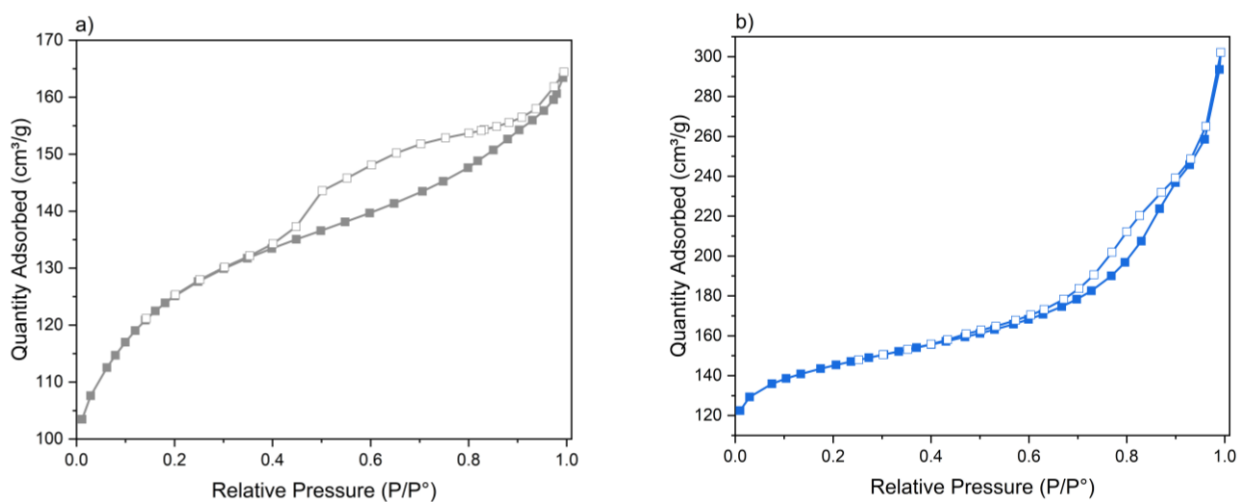 a)
170
160
150
140
130
120
110
100
Quantity Adsorbed (cm³/g)
0.0 0.2 0.4 0.6 0.8 1.0
Relative Pressure (P/P°)
b)
300
280
260
240
220
200
180
160
140
120
Quantity Adsorbed (cm³/g)
0.0 0.2 0.4 0.6 0.8 1.0
Relative Pressure (P/P°)